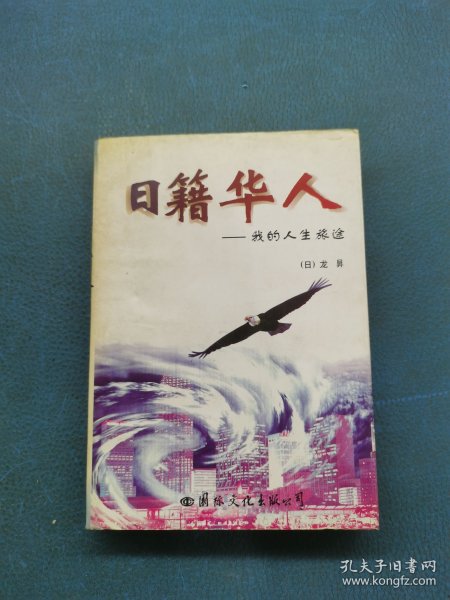 日籍华人
——我的人生旅途
(日) 龙昇
国际文化出版公司
孔夫子旧书网
www.kongfz.com